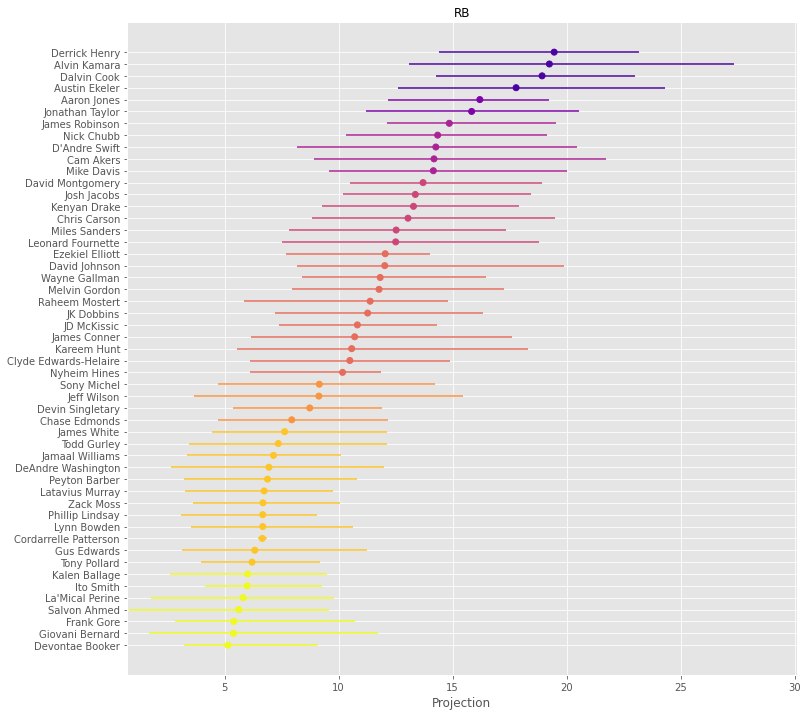 RB
Derrick Henry
Alvin Kamara
Dalvin Cook
Austin Ekeler
Aaron Jones
Jonathan Taylor
James Robinson
Nick Chubb
D'Andre Swift
Cam Akers
Mike Davis
David Montgomery
Josh Jacobs
Kenyan Drake
Chris Carson
Miles Sanders
Leonard Fournette
Ezekiel Elliott
David Johnson
Wayne Gallman
Melvin Gordon
Raheem Mostert
JK Dobbins
JD McKissic
James Conner
Kareem Hunt
Clyde Edwards-Helaire
Nyheim Hines
Sony Michel
Jeff Wilson
Devin Singletary
Chase Edmonds
James White
Todd Gurley
Jamaal Williams
DeAndre Washington
Peyton Barber
Latavius Murray
Zack Moss
Phillip Lindsay
Lynn Bowden
Cordarrelle Patterson
Gus Edwards
Tony Pollard
Kalen Ballage
Ito Smith
La'Mical Perine
Salvon Ahmed
Frank Gore
Giovani Bernard
Devontae Booker
5 10 15 20 25 30
Projection